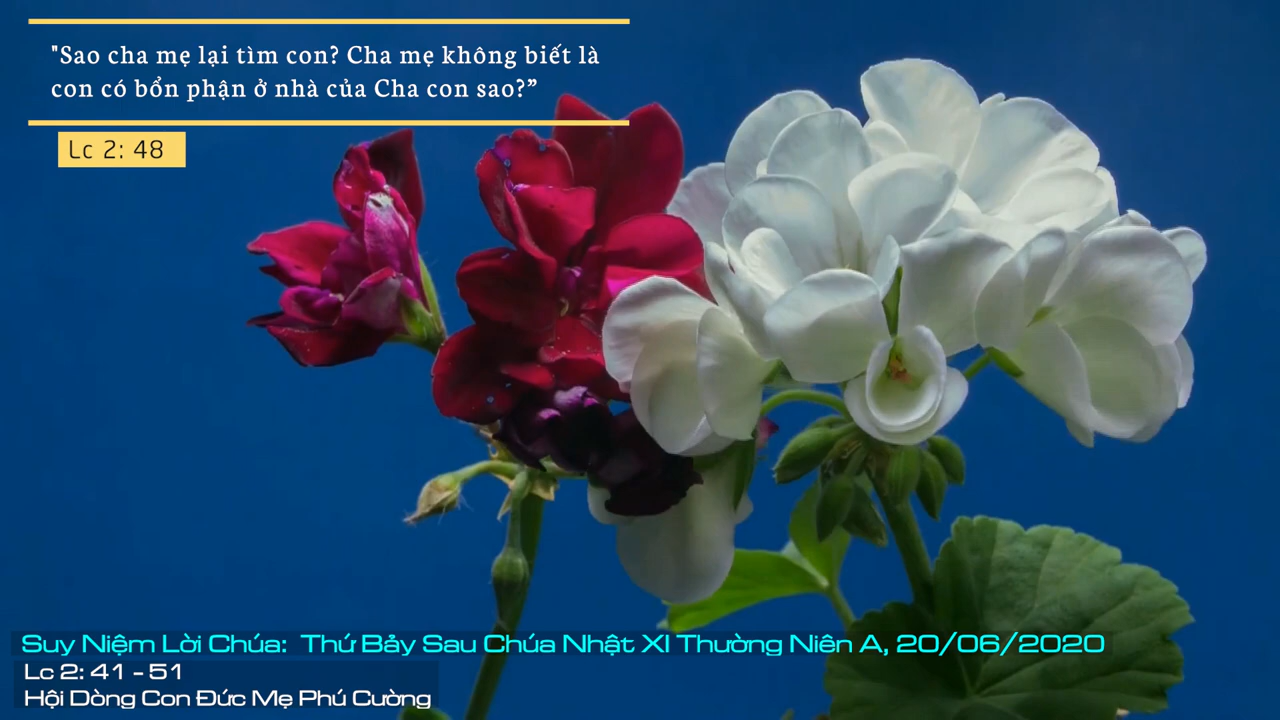 "Sao cha mẹ lại tìm con? Cha mẹ không biết là
con có bổn phận ở nhà của Cha con sao?”
Lc 2: 48
Suy Niệm Lời Chúa: Thứ Bảy Sau Chúa Nhật XI Thường Niên A, 20/06/2020
Lc 2: 41 - 51
Hội Dòng Con Đức Mẹ Phú Cường